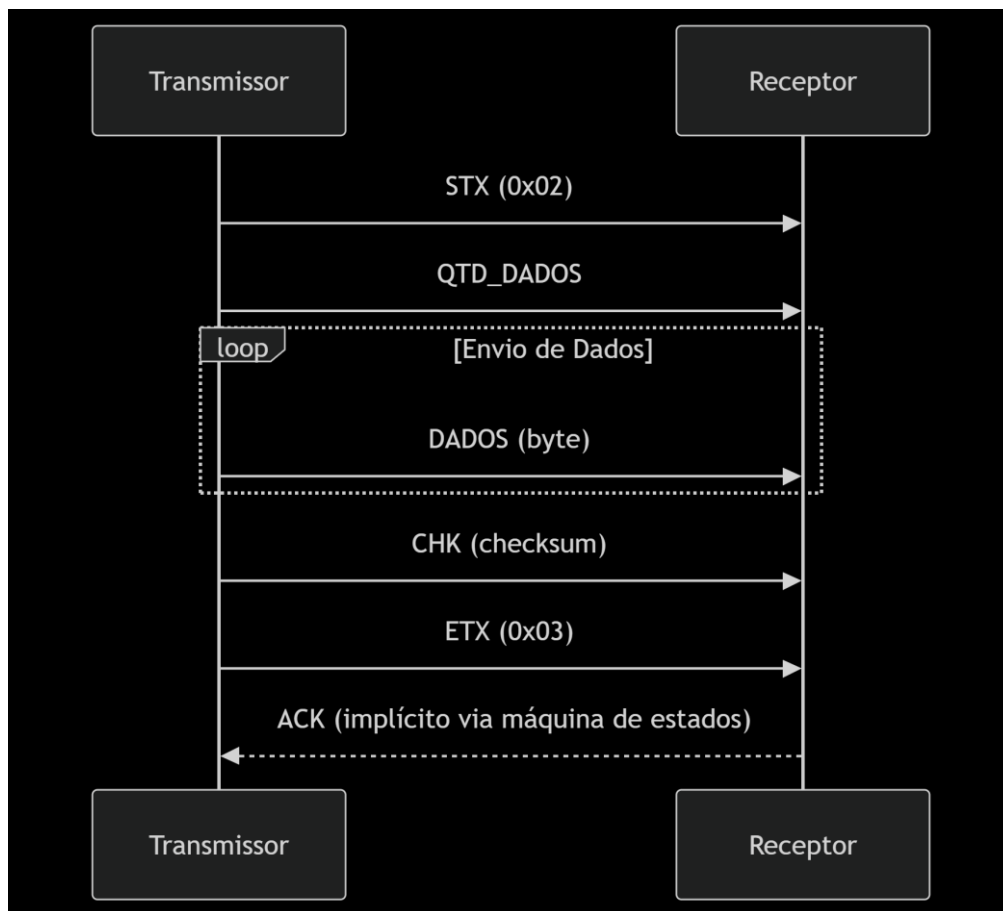 Transmissor
Receptor
STX (0x02)
QTD_DADOS
loop
[Envio de Dados]
DADOS (byte)
CHK (checksum)
ETX (0x03)
ACK (implícito via máquina de estados)
Transmissor
Receptor